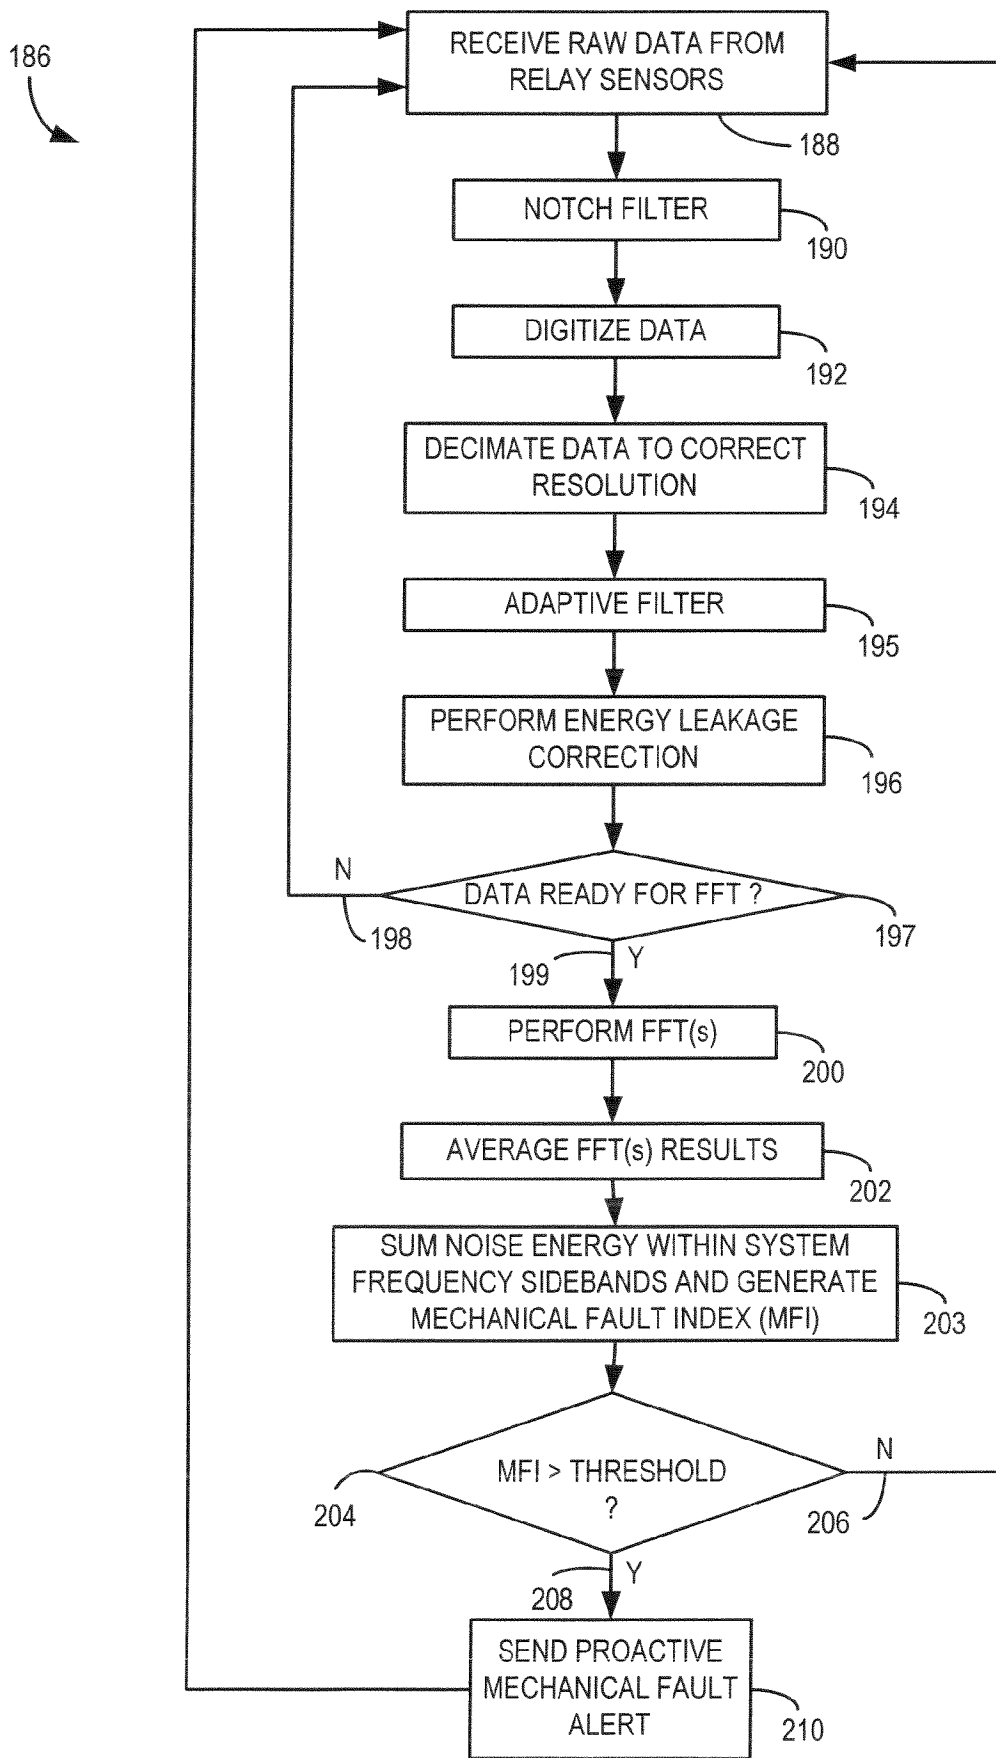 186
RECEIVE RAW DATA FROM
RELAY SENSORS
188
NOTCH FILTER
190
DIGITIZE DATA
192
DECIMATE DATA TO CORRECT
RESOLUTION
194
ADAPTIVE FILTER
195
PERFORM ENERGY LEAKAGE
CORRECTION
196
N
DATA READY FOR FFT ?
198
197
199
Y
PERFORM FFT(s)
200
AVERAGE FFT(s) RESULTS
202
SUM NOISE ENERGY WITHIN SYSTEM
FREQUENCY SIDEBANDS AND GENERATE
MECHANICAL FAULT INDEX (MFI)
203
N
MFI > THRESHOLD
?
204
206
208
Y
SEND PROACTIVE
MECHANICAL FAULT
ALERT
210